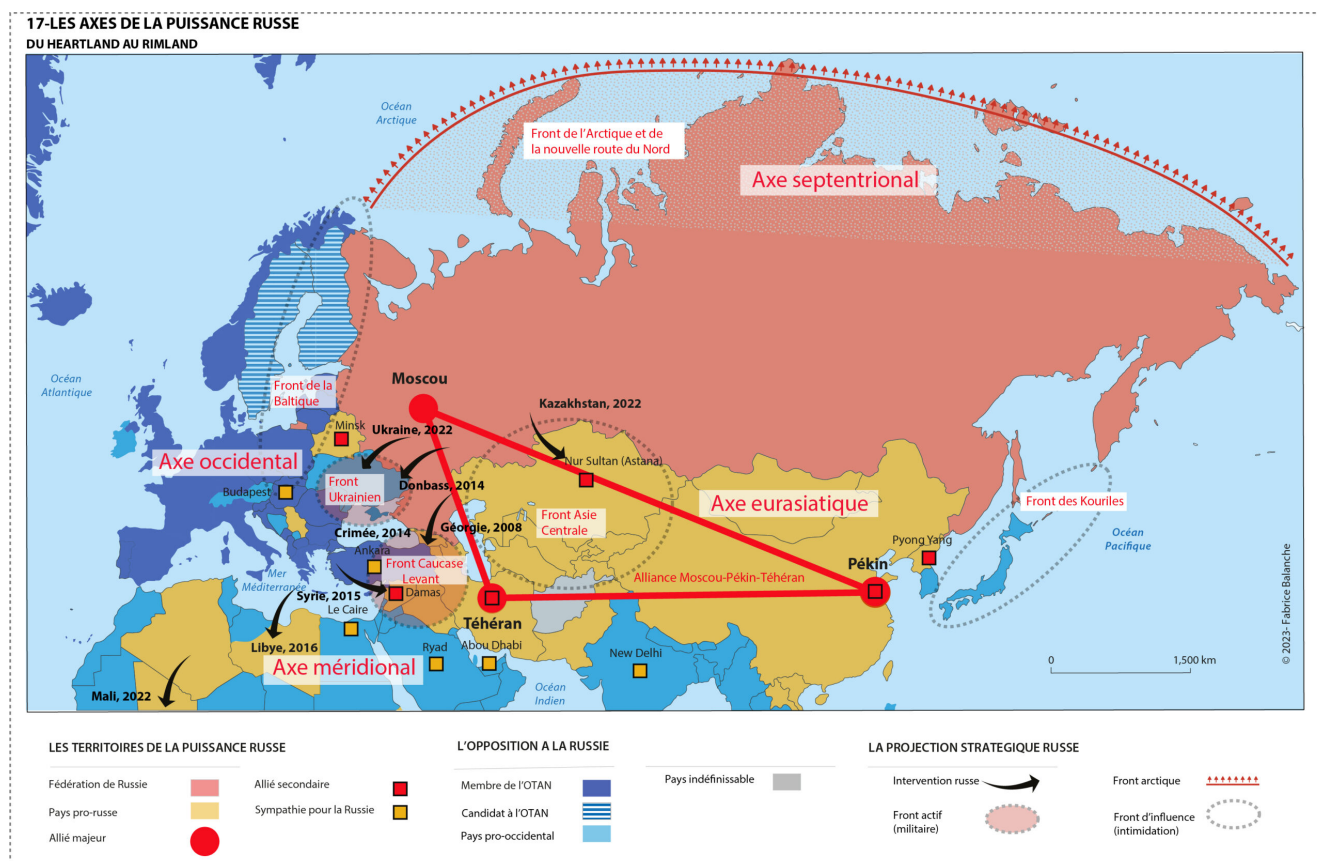 17-LES AXES DE LA PUISSANCE RUSSE
DU HEARTLAND AU RIMLAND
Océan
Arctique
Front de l'Arctique et de
la nouvelle route du Nord
Axe septentrional
Océan
Atlantique
Front de la
Baltique
Moscou
Minsk
Ukraine, 2022
Kazakhstan, 2022
Axe occidental
Nur Sultan (Astana)
Budapest
Front
Ukrainien
Donbass, 2014
Axe eurasiatique
Front des Kouriles
Crimée, 2014
Géorgie, 2008
Front Asie
Centrale
Océan
Pacifique
Ankara
Pyong Yang
Front Caucase
Levant
Mer
Méditerranée
Pékin
Alliance Moscou-Pékin-Téhéran
Syrie, 2015
Damas
Le Caire
Téhéran
Libye, 2016
Ryad
Abou Dhabi
New Delhi
Axe méridional
Mali, 2022
Océan
Indien
0
1,500 km
© 2023- Fabrice Balanche
LES TERRITOIRES DE LA PUISSANCE RUSSE
Fédération de Russie
Pays pro-russe
Allié majeur
Allié secondaire
Sympathie pour la Russie
L'OPPOSITION A LA RUSSIE
Membre de l'OTAN
Candidat à l'OTAN
Pays pro-occidental
Pays indéfinissable
LA PROJECTION STRATEGIQUE RUSSE
Intervention russe
Front actif
(militaire)
Front arctique
Front d'influence
(intimidation)